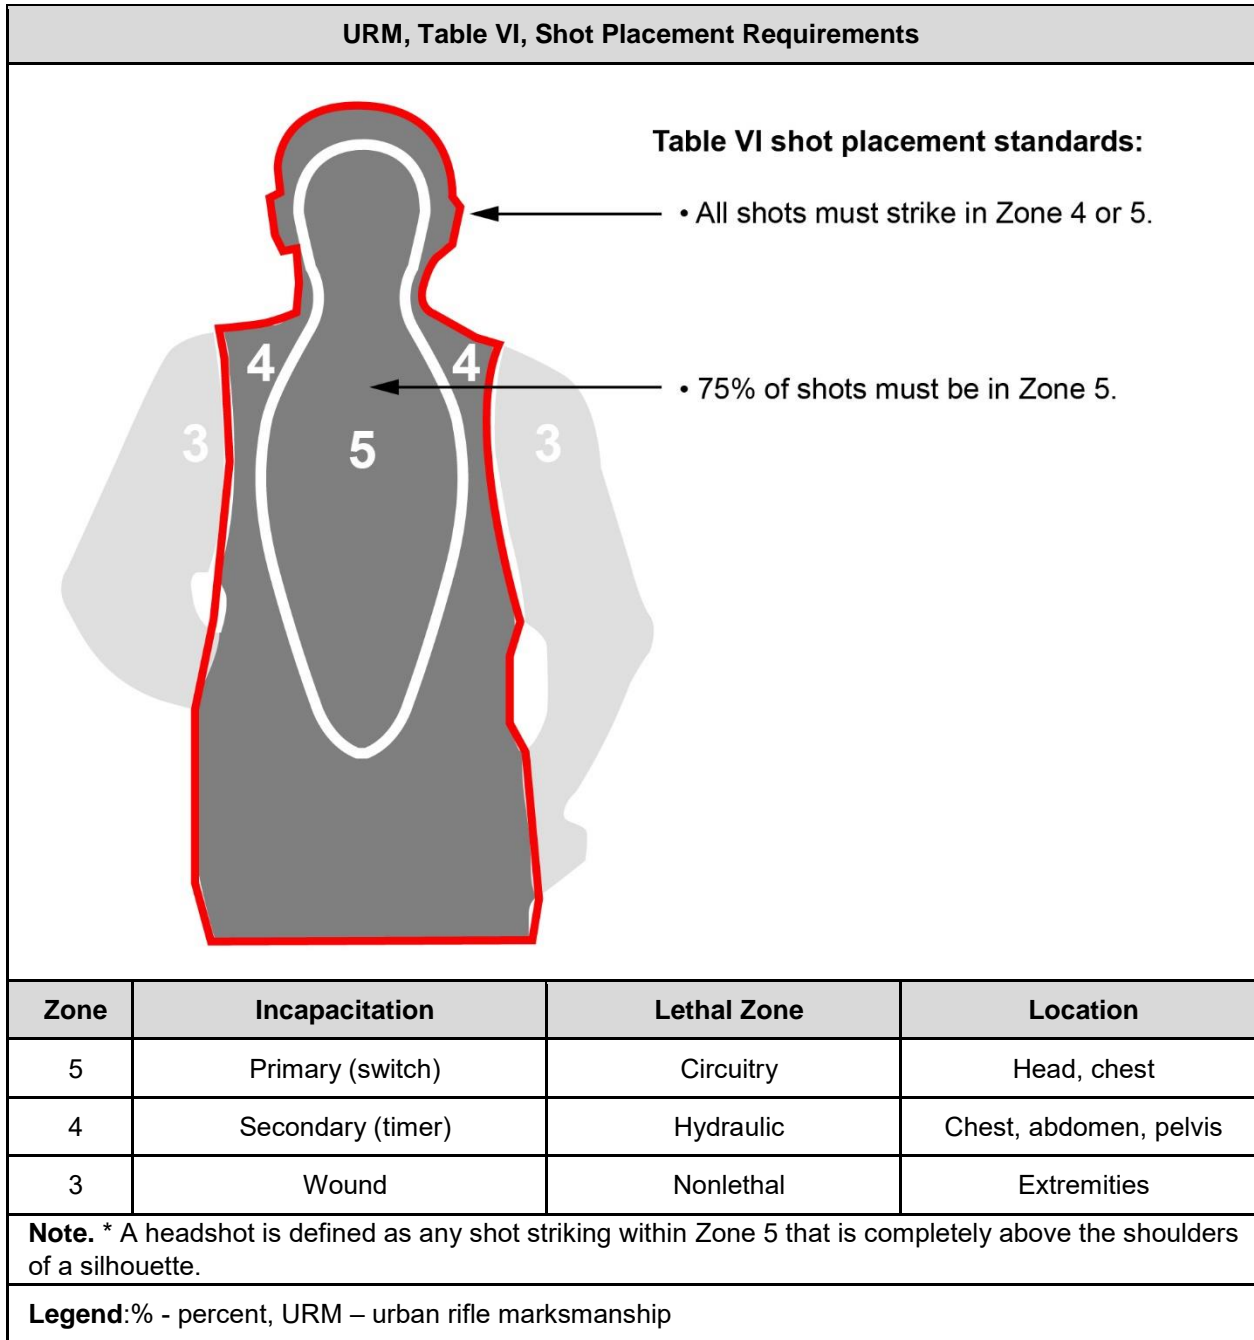 URM, Table VI, Shot Placement Requirements
Table VI shot placement standards:
• All shots must strike in Zone 4 or 5.
4 4
• 75% of shots must be in Zone 5.
3 5 3
Zone Incapacitation Lethal Zone Location
5 Primary (switch) Circuitry Head, chest
4 Secondary (timer) Hydraulic Chest, abdomen, pelvis
3 Wound Nonlethal Extremities
Note. * A headshot is defined as any shot striking within Zone 5 that is completely above the shoulders
of a silhouette.
Legend:% - percent, URM – urban rifle marksmanship